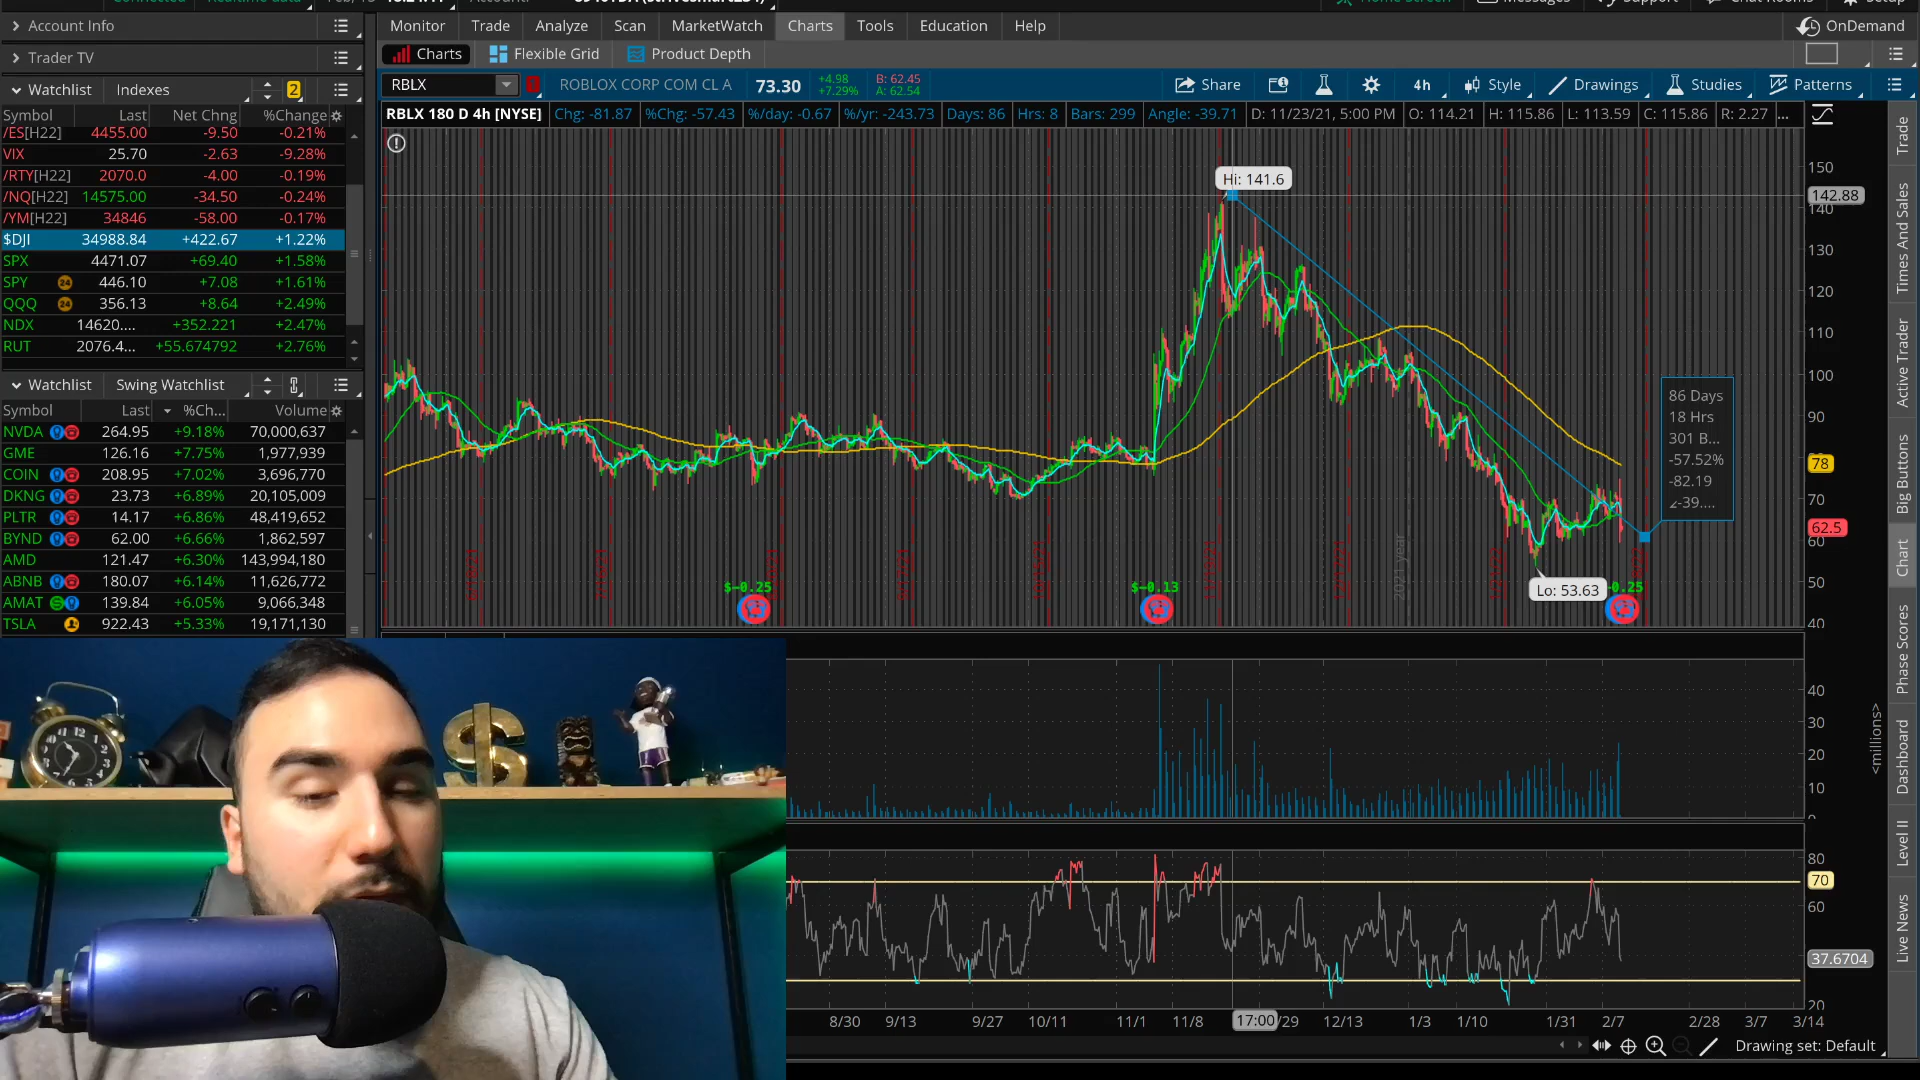 Account Info
Monitor Trade Analyze Scan MarketWatch Charts Tools Education Help
OnDemand
Trader TV
Charts Flexible Grid Product Depth
Watchlist Indexes 2
RBLX ROBLOX CORP COM CL A 73.30 +4.98 +7.29% B: 62.45 A: 62.54 Share 4h Style Drawings Studies Patterns
Symbol Last Net Chng %Change
RBLX 180 D 4h [NYSE] Chg: -81.87 %Chg: -57.43 %/day: -0.67 %/yr: -243.73 Days: 86 Hrs: 8 Bars: 299 Angle: -39.71 D: 11/23/21, 5:00 PM O: 114.21 H: 115.86 L: 113.59 C: 115.86 R: 2.27 ...
/ES[H22] 4455.00 -9.50 -0.21%
VIX 25.70 -2.63 -9.28%
/RTY[H22] 2070.0 -4.00 -0.19%
/NQ[H22] 14575.00 -34.50 -0.24%
/YM[H22] 34846 -58.00 -0.17%
$DJI 34988.84 +422.67 +1.22%
SPX 4471.07 +69.40 +1.58%
SPY 24 446.10 +7.08 +1.61%
QQQ 24 356.13 +8.64 +2.49%
NDX 14620.... +352.221 +2.47%
RUT 2076.4... +55.674792 +2.76%
Watchlist Swing Watchlist
Symbol Last %Ch... Volume
NVDA 264.95 +9.18% 70,000,637
GME 126.16 +7.75% 1,977,939
COIN 208.95 +7.02% 3,696,770
DKNG 23.73 +6.89% 20,105,009
PLTR 14.17 +6.86% 48,419,652
BYND 62.00 +6.66% 1,862,597
AMD 121.47 +6.30% 143,994,180
ABNB 180.07 +6.14% 11,626,772
AMAT 139.84 +6.05% 9,066,348
TSLA 922.43 +5.33% 19,171,130
Hi: 141.6
150
142.88
140
130
120
110
100
90
78
70
62.5
60
50
40
86 Days
18 Hrs
301 B...
-57.52%
-82.19
∠-39....
2021 year
$-0.25
$-0.13
Lo: 53.63
0.25
40
30
20
10
0
<millions>
80
70
60
37.6704
20
8/30 9/13 9/27 10/11 11/1 11/8 17:00 /29 12/13 1/3 1/10 1/31 2/7 2/28 3/7 3/14
Drawing set: Default
Trade
Times And Sales
Active Trader
Big Buttons
Chart
Phase Scores
Dashboard
Level II
Live News